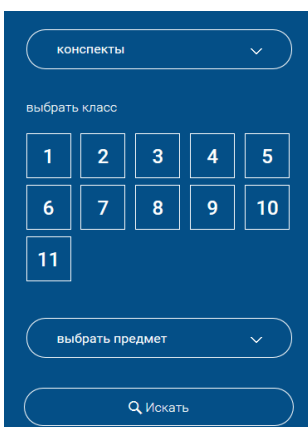 конспекты
выбрать класс
1 2 3 4 5
6 7 8 9 10
11
выбрать предмет
Искать